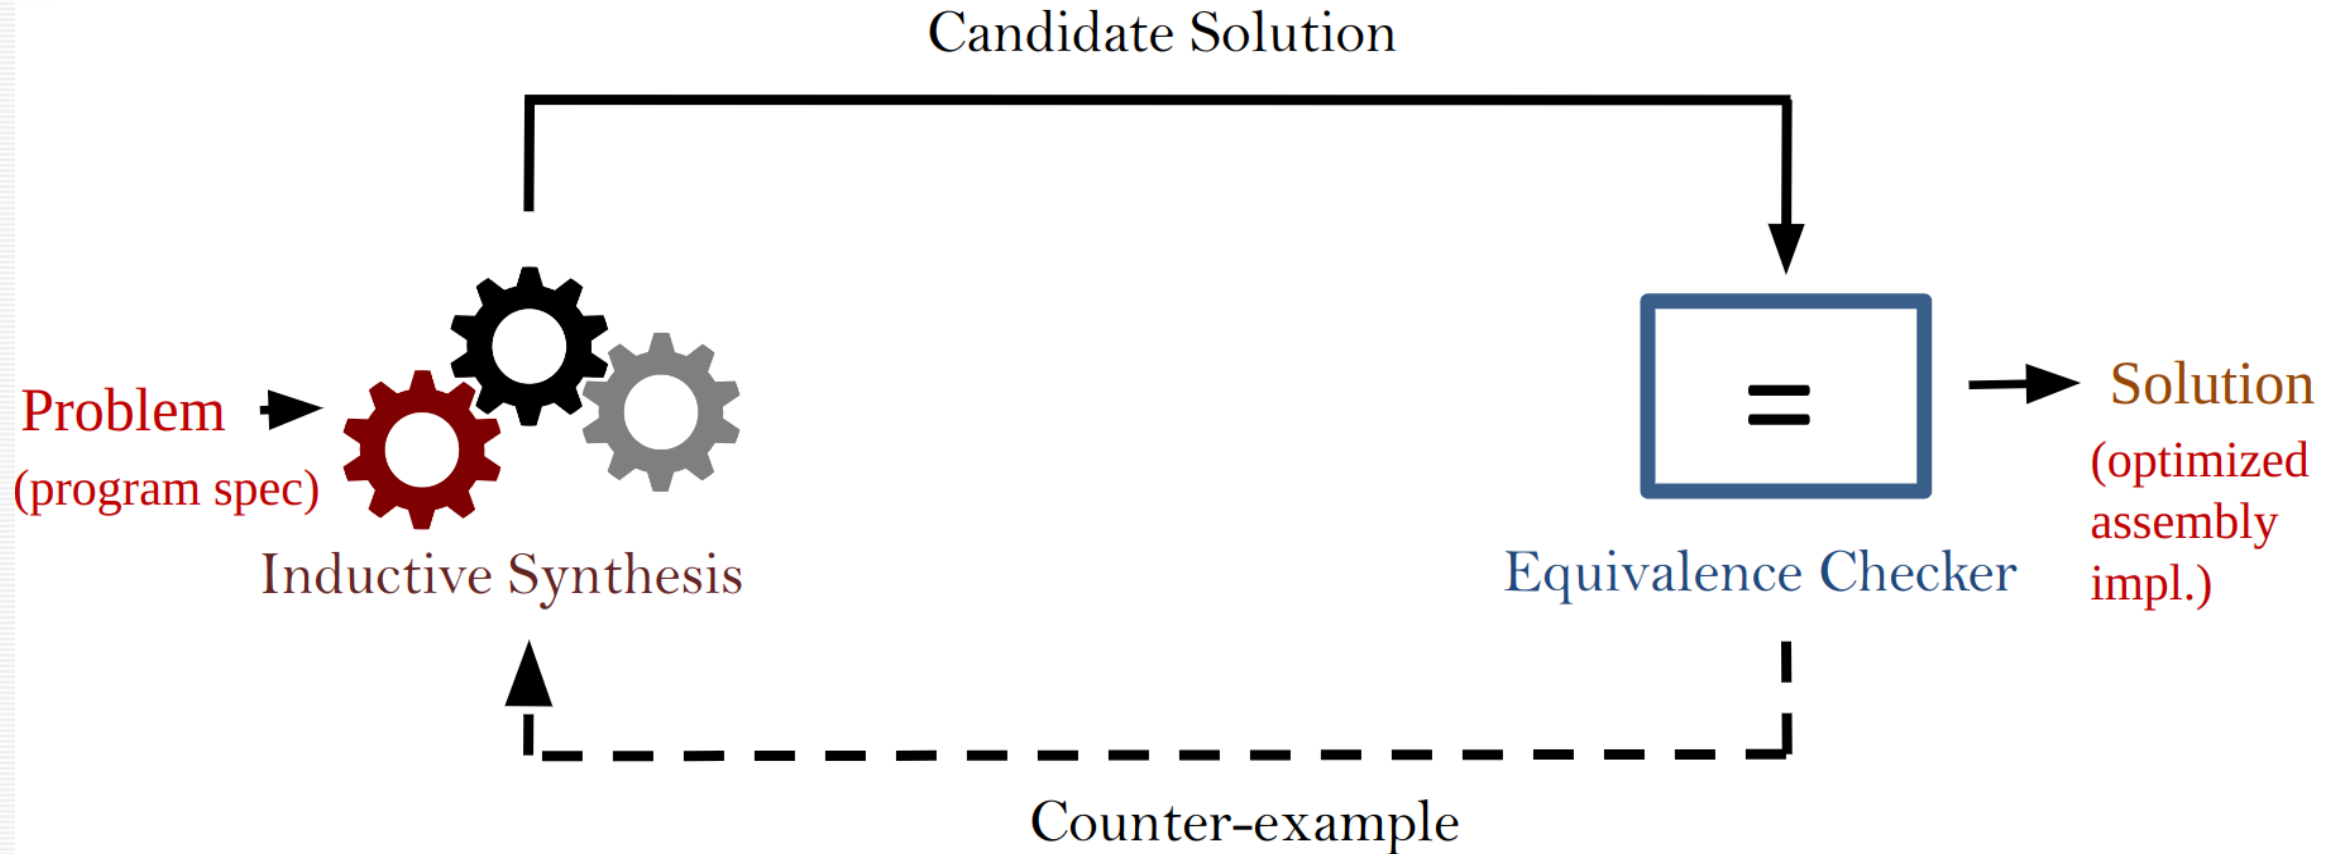 Candidate Solution
Problem
(program spec)
Inductive Synthesis
=
Equivalence Checker
Solution
(optimized
assembly
impl.)
Counter-example